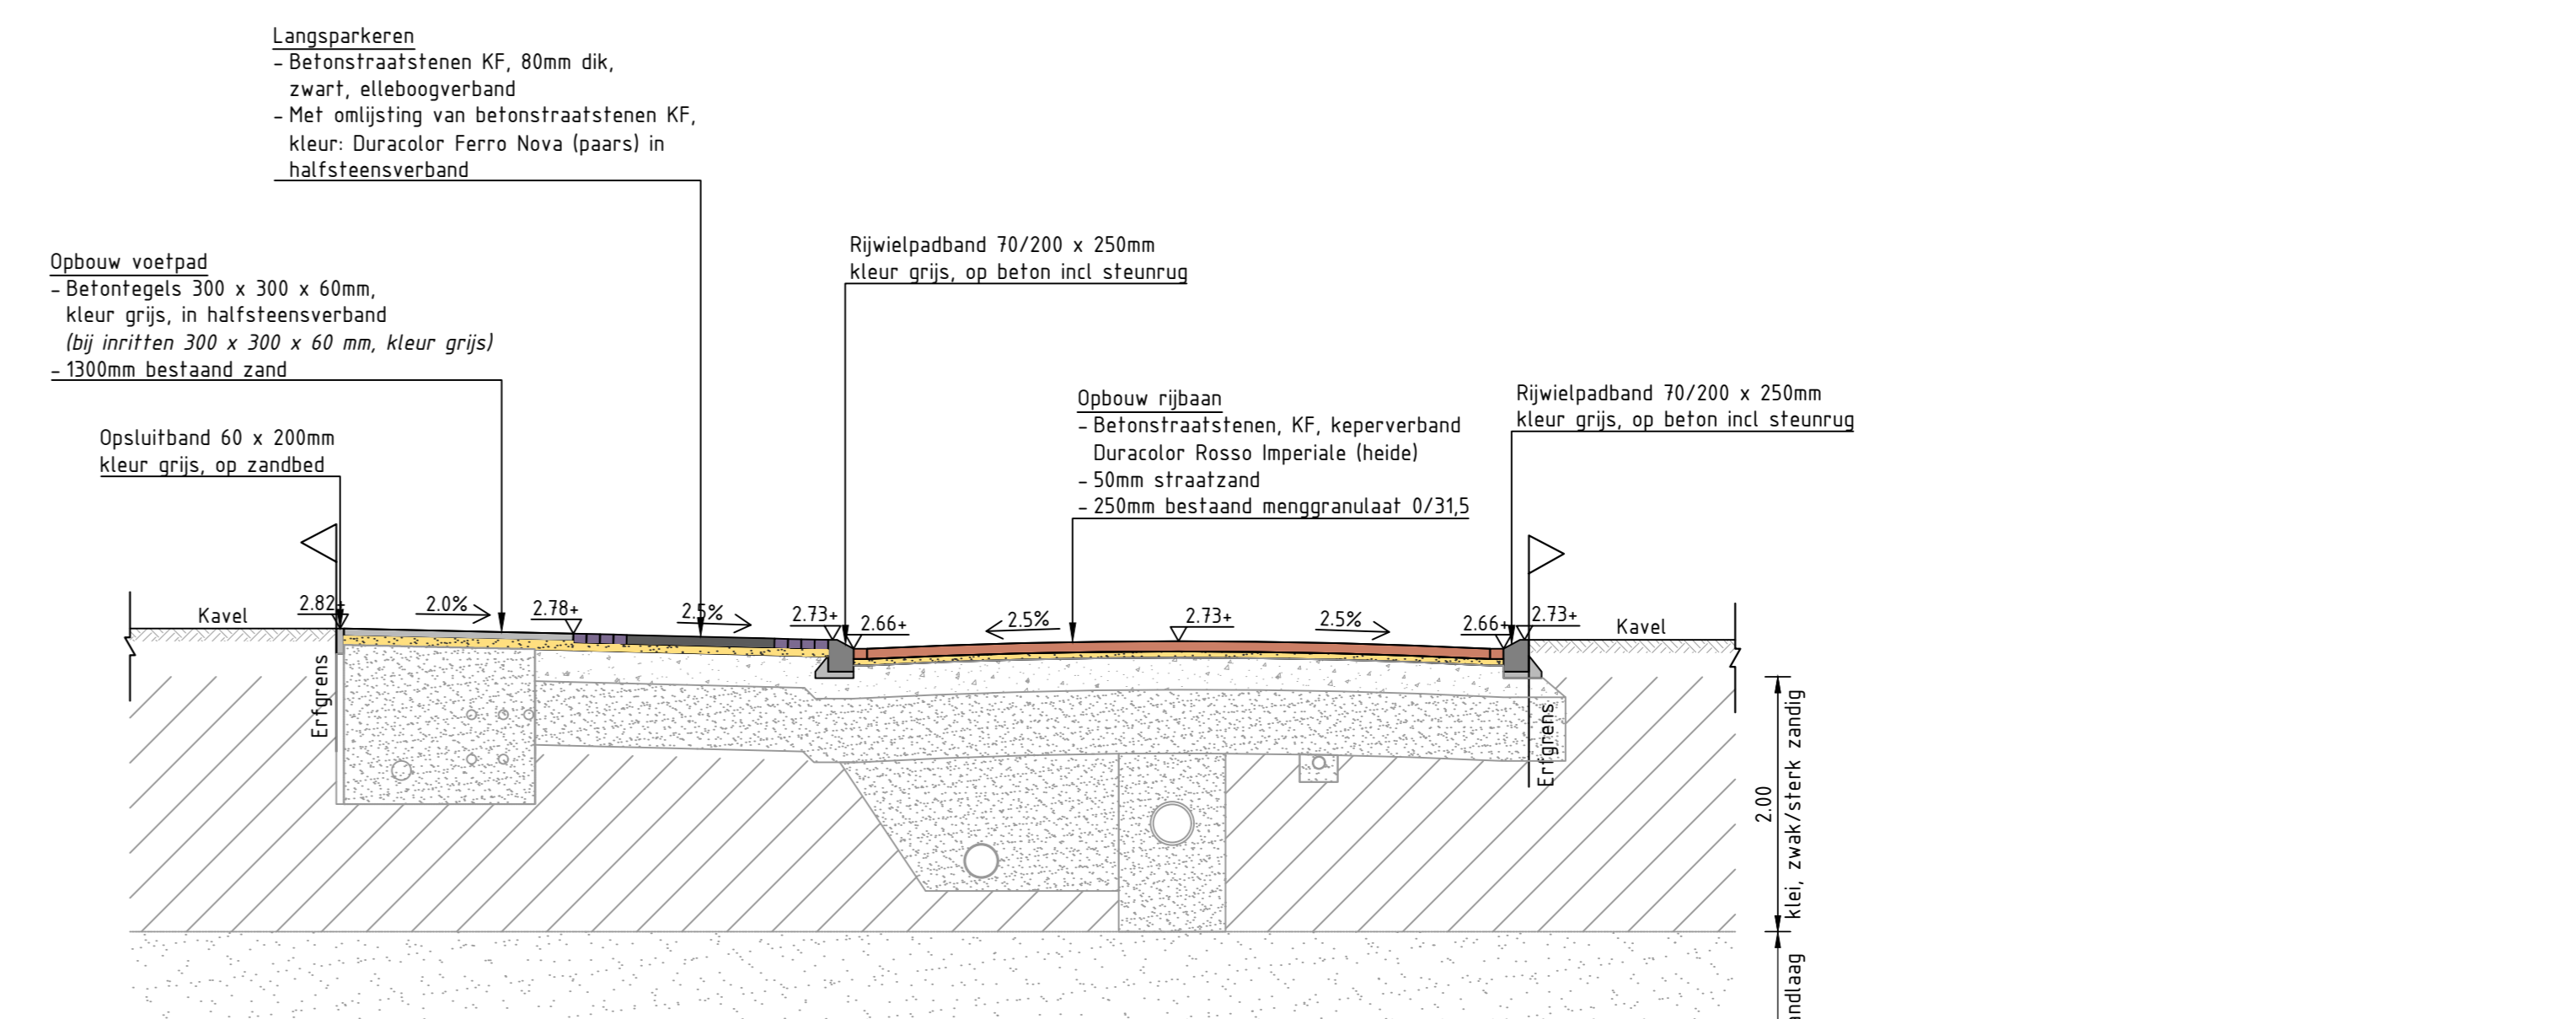 Langsparkeren
- Betonstraatstenen KF, 80mm dik,
zwart, elleboogverband
- Met omlijsting van betonstraatstenen KF,
kleur: Duracolor Ferro Nova (paars) in
halfsteensverband
Opbouw voetpad
- Betontegels 300 x 300 x 60mm,
kleur grijs, in halfsteensverband
(bij inritten 300 x 300 x 60 mm, kleur grijs)
- 1300mm bestaand zand
Opsluitband 60 x 200mm
kleur grijs, op zandbed
Rijwielpadband 70/200 x 250mm
kleur grijs, op beton incl steunrug
Opbouw rijbaan
- Betonstraatstenen, KF, keperverband
Duracolor Rosso Imperiale (heide)
- 50mm straatzand
- 250mm bestaand menggranulaat 0/31,5
Rijwielpadband 70/200 x 250mm
kleur grijs, op beton incl steunrug
Kavel
2.82+
2.0%
2.78+
2.5%
2.73+
2.66+
2.5%
2.73+
2.5%
2.66+
2.73+
Kavel
Erfgrens
Erfgrens
2.00
klei, zwak/sterk zandig
andlaag